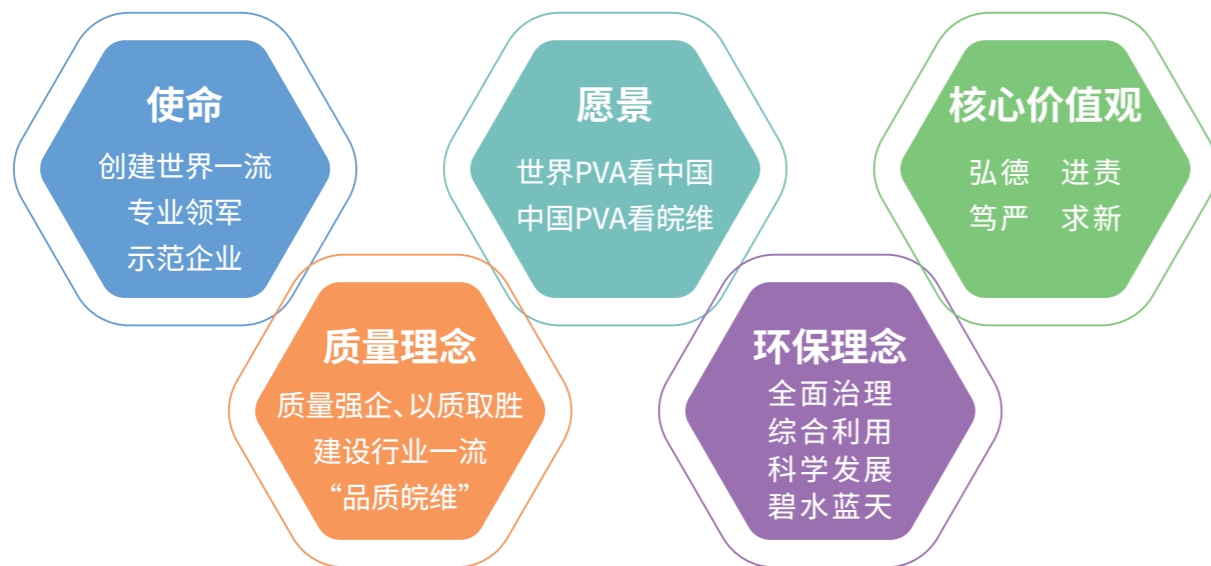 使命
创建世界一流
专业领军
示范企业
愿景
世界PVA看中国
中国PVA看皖维
核心价值观
弘德 进责
笃严 求新
质量理念
质量强企、以质取胜
建设行业一流
“品质皖维”
环保理念
全面治理
综合利用
科学发展
碧水蓝天